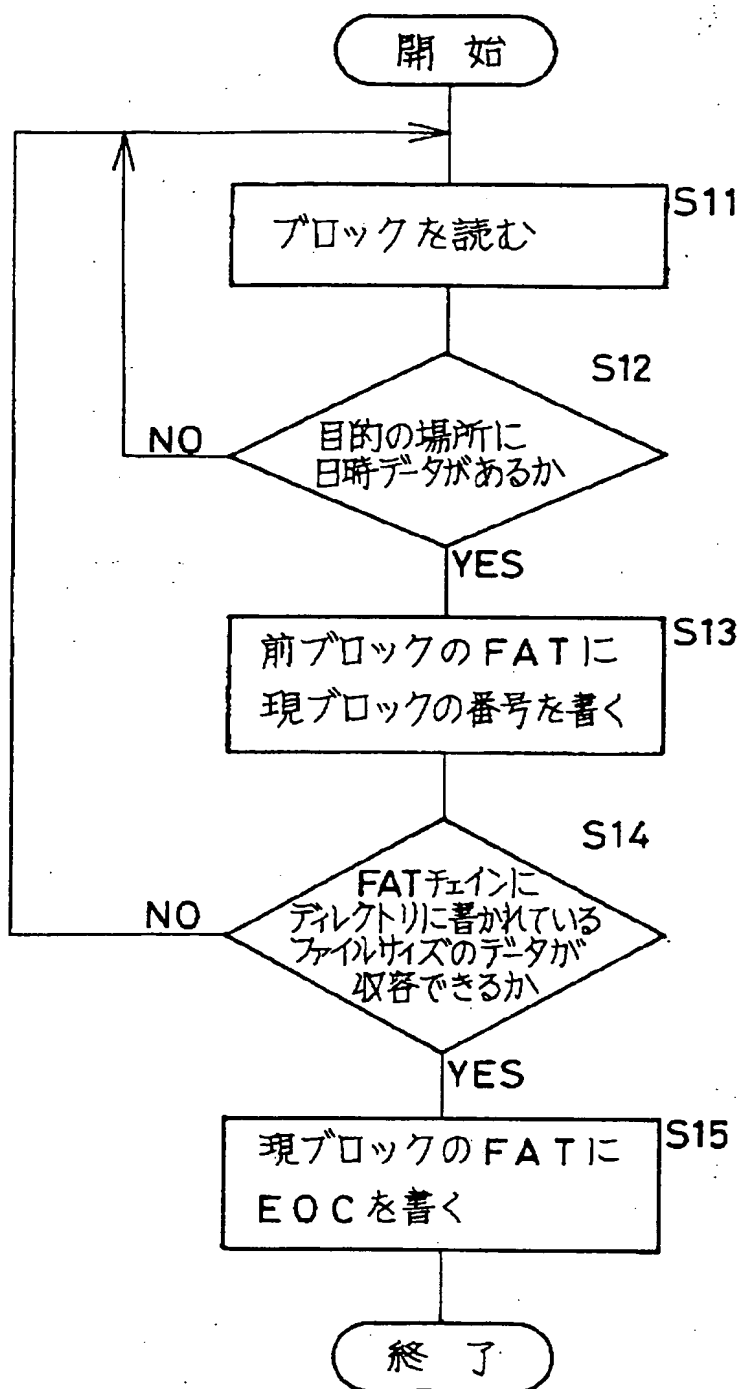 開 始
S11
ブロックを読む
S12
目的の場所に
日時データがあるか
NO
YES
S13
前ブロックのFATに
現ブロックの番号を書く
S14
FATチェインに
ディレクトリに書かれている
ファイルサイズのデータが
収容できるか
NO
YES
S15
現ブロックのFATに
EOCを書く
終 了